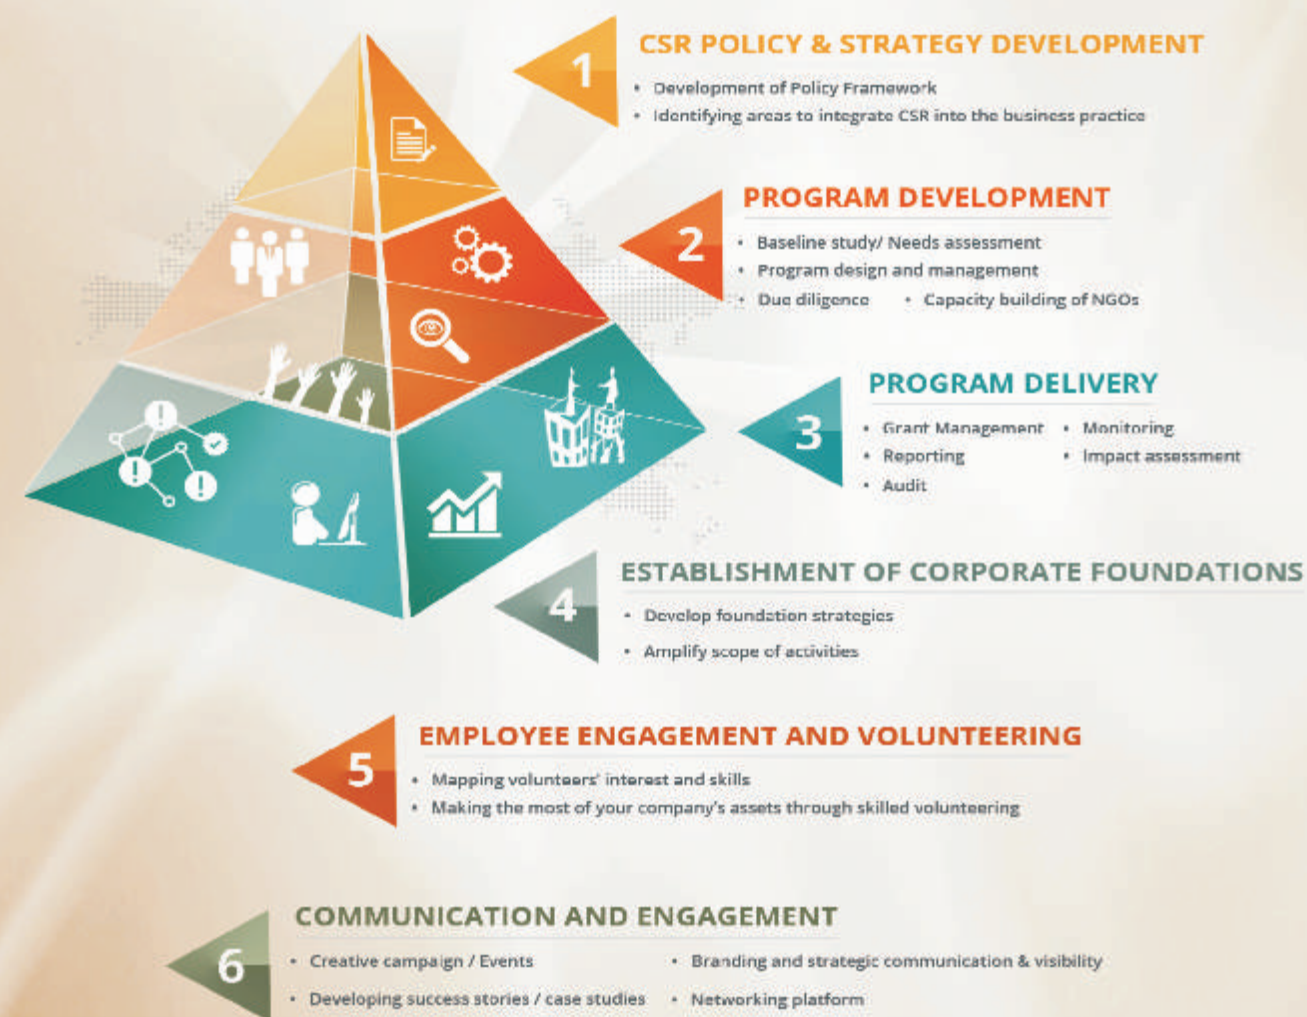 1
CSR POLICY & STRATEGY DEVELOPMENT
• Development of Policy Framework
• Identifying areas to integrate CSR into the business practice
2
PROGRAM DEVELOPMENT
• Baseline study/ Needs assessment
• Program design and management
• Due diligence • Capacity building of NGOs
3
PROGRAM DELIVERY
• Grant Management • Monitoring
• Reporting • Impact assessment
• Audit
4
ESTABLISHMENT OF CORPORATE FOUNDATIONS
• Develop foundation strategies
• Amplify scope of activities
5
EMPLOYEE ENGAGEMENT AND VOLUNTEERING
• Mapping volunteers' interest and skills
• Making the most of your company's assets through skilled volunteering
6
COMMUNICATION AND ENGAGEMENT
• Creative campaign / Events • Branding and strategic communication & visibility
• Developing success stories / case studies • Networking platform